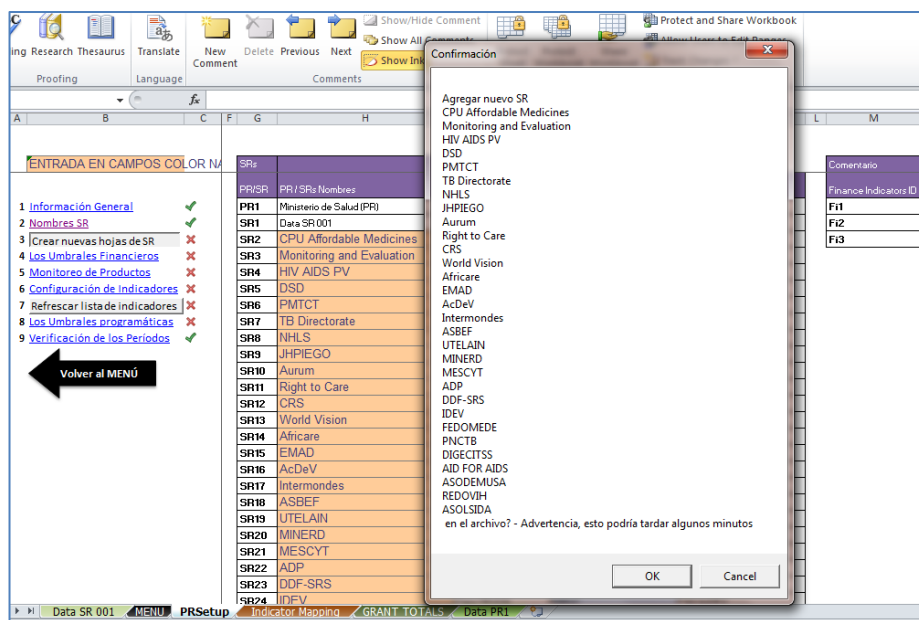 Show/Hide Comment
Protect and Share Workbook
Show All Comments
Research Thesaurus
Translate
New Comment
Delete Previous Next
Show Ink
Proofing
Language
Comments
fx
A B C F G H L M
ENTRADA EN CAMPOS COLOR NA
1 Información General
2 Nombres SR
3 Crear nuevas hojas de SR
4 Los Umbrales Financieros
5 Monitoreo de Productos
6 Configuración de Indicadores
7 Refrescar lista de indicadores
8 Los Umbrales programáticas
9 Verificación de los Períodos
Volver al MENÚ
SRs
PR/SR PR / SRs Nombres
PR1 Ministerio de Salud (PR)
SR1 Data SR 001
SR2 CPU Affordable Medicines
SR3 Monitoring and Evaluation
SR4 HIV AIDS PV
SR5 DSD
SR6 PMTCT
SR7 TB Directorate
SR8 NHLS
SR9 JHPIEGO
SR10 Aurum
SR11 Right to Care
SR12 CRS
SR13 World Vision
SR14 Africare
SR15 EMAD
SR16 AcDeV
SR17 Intermondes
SR18 ASBEF
SR19 UTELAIN
SR20 MINERD
SR21 MESCYT
SR22 ADP
SR23 DDF-SRS
SR24 IDEV
Confirmación
Agregar nuevo SR
CPU Affordable Medicines
Monitoring and Evaluation
HIV AIDS PV
DSD
PMTCT
TB Directorate
NHLS
JHPIEGO
Aurum
Right to Care
CRS
World Vision
Africare
EMAD
AcDeV
Intermondes
ASBEF
UTELAIN
MINERD
MESCYT
ADP
DDF-SRS
IDEV
FEDOMEDE
PNCTB
DIGECITSS
AID FOR AIDS
ASODEMUSA
REDOVIH
ASOLSIDA
en el archivo? - Advertencia, esto podría tardar algunos minutos
OK Cancel
Comentario
Finance Indicators ID
Fi1
Fi2
Fi3
Data SR 001 MENU PRSetup Indicator Mapping GRANT TOTALS Data PR1